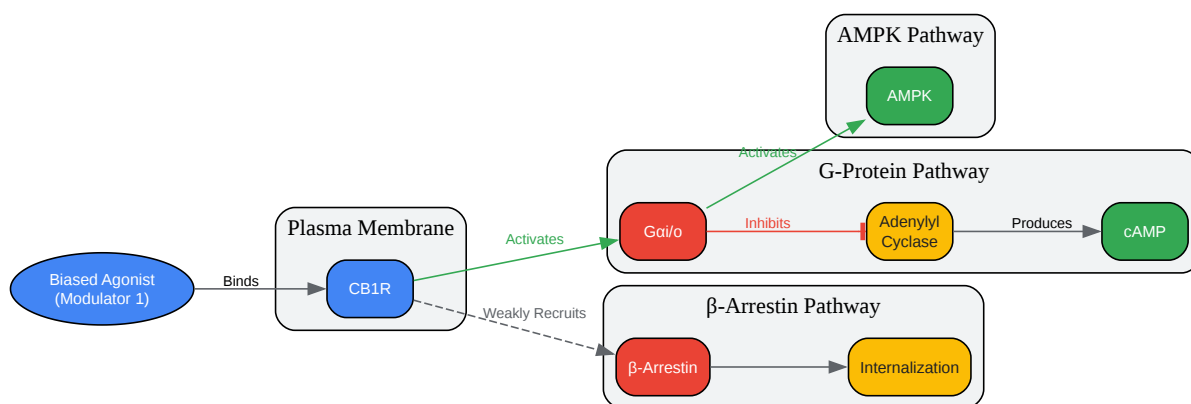 AMPK Pathway
AMPK
Activates
G-Protein Pathway
Plasma Membrane
Gαi/o
Inhibits
Adenylyl
Cyclase
Produces
cAMP
Activates
Biased Agonist
(Modulator 1)
Binds
CB1R
Weakly Recruits
β-Arrestin Pathway
β-Arrestin
Internalization